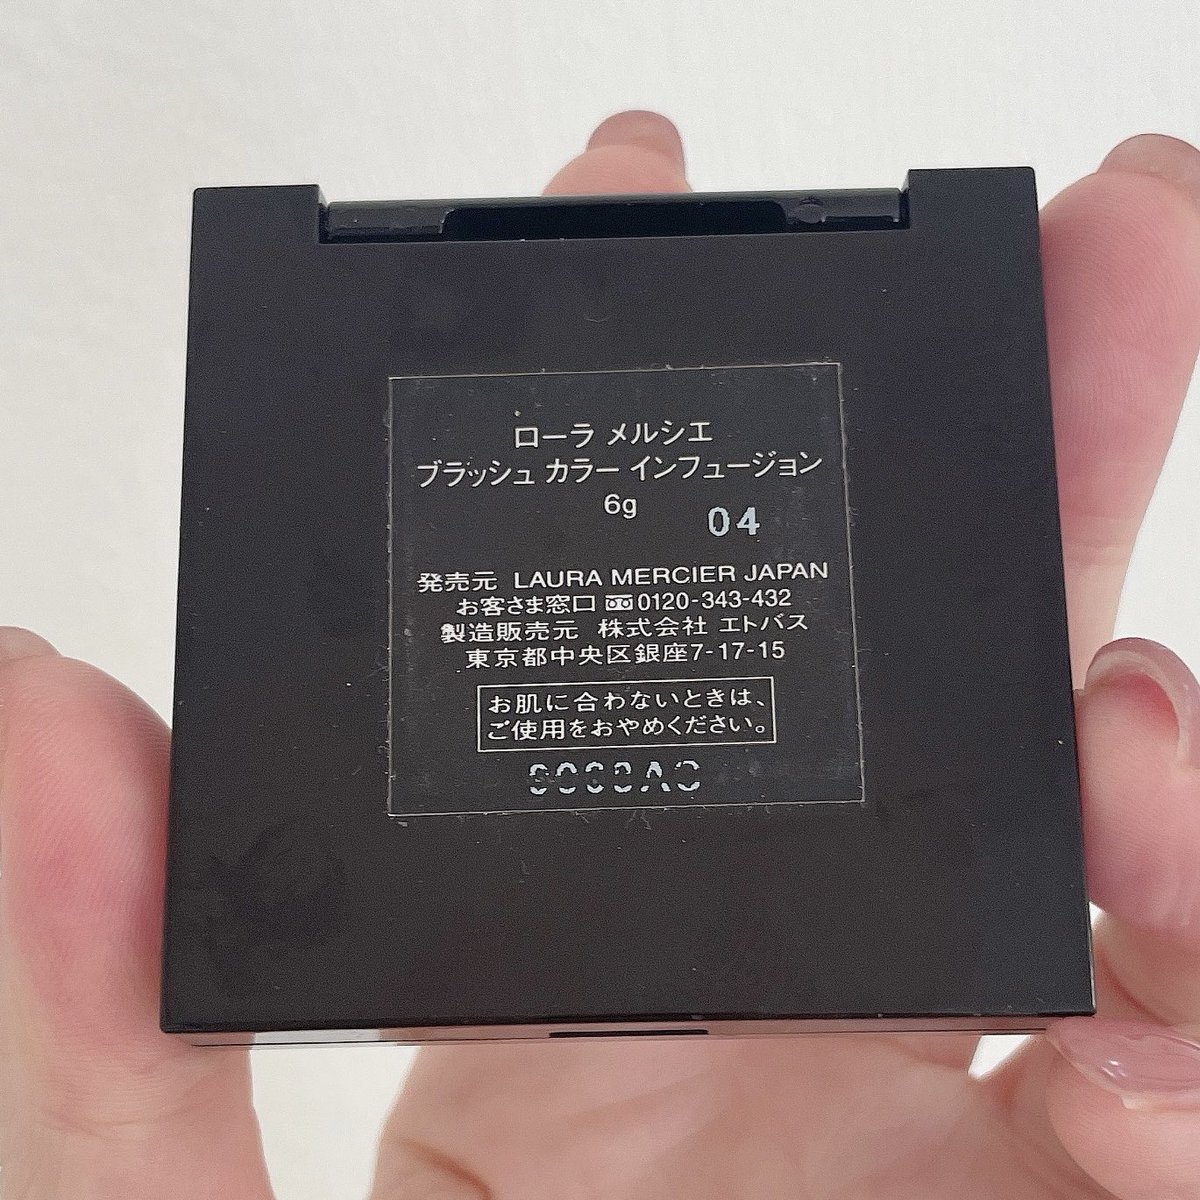 ローラ メルシエ
ブラッシュ カラー インフュージョン
6g
04
発売元 LAURA MERCIER JAPAN
お客さま窓口 0120-343-432
製造販売元 株式会社 エトバス
東京都中央区銀座7-17-15
お肌に合わないときは、
ご使用をおやめください。